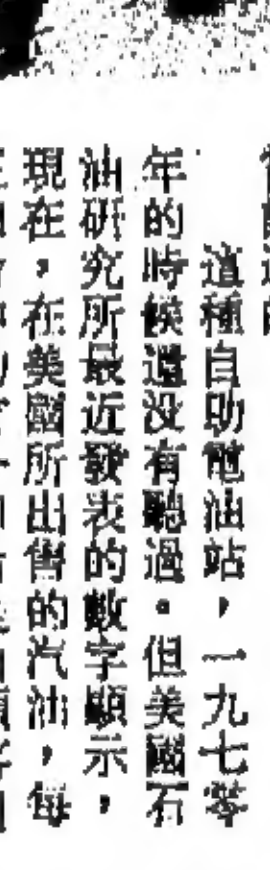 這種自助電油站，一九七零
年的時候還没有聽過。但美國石
油研究所最近發表的數字顯示，
現在，在美國所出售的汽油，每